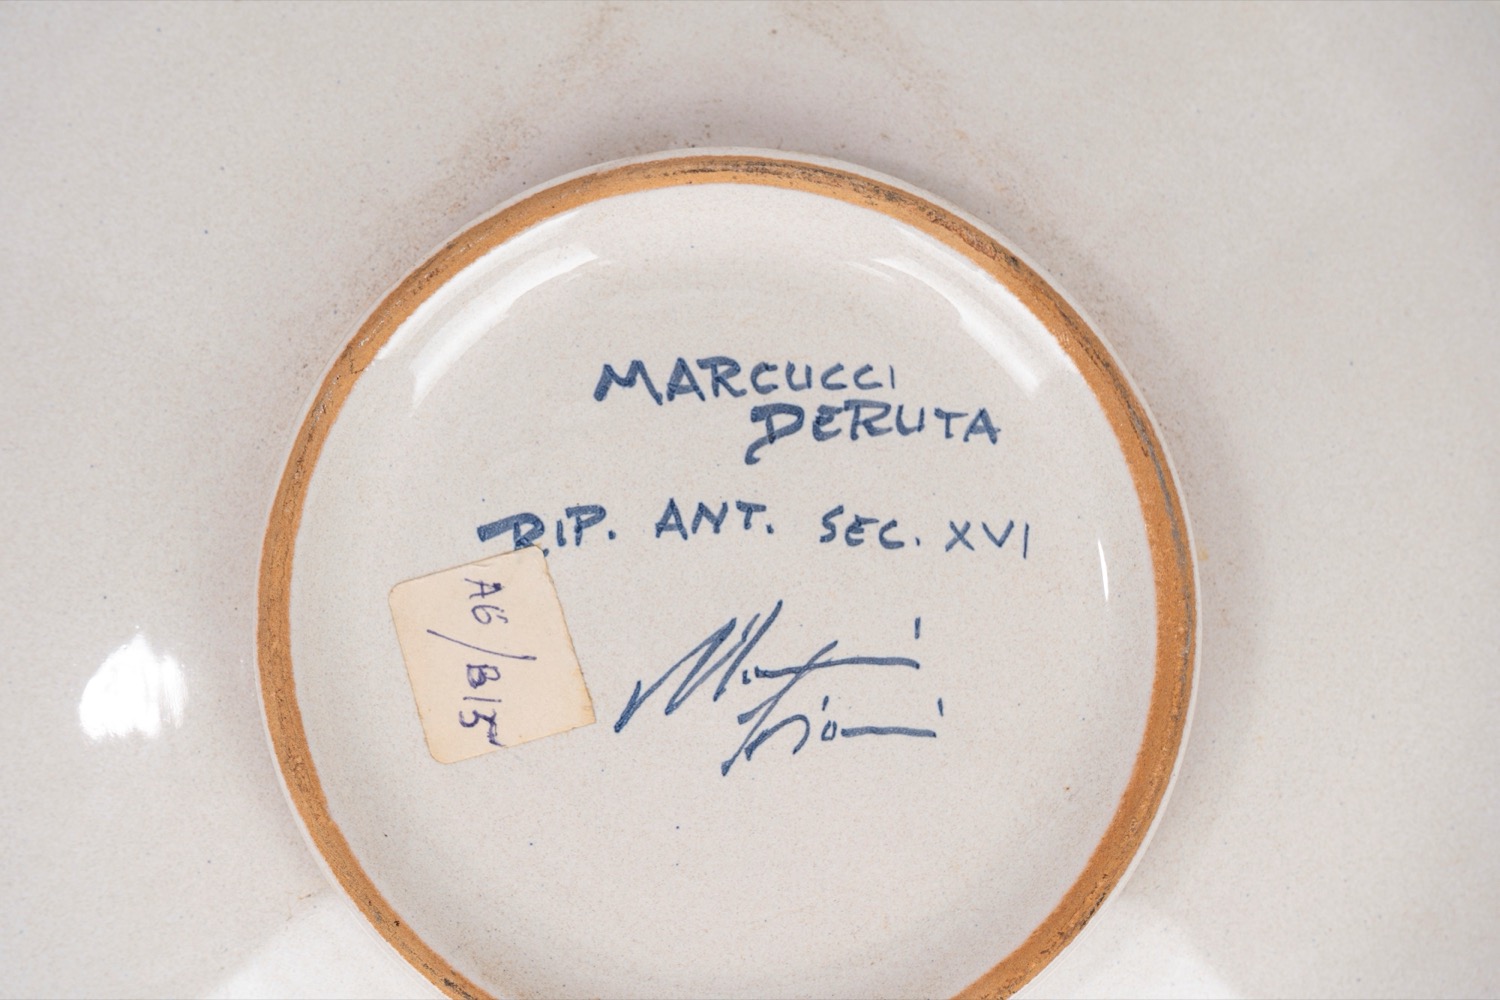 MARCUCCI
DERUTA
RIP. ANT. SEC. XVI
A6/B15